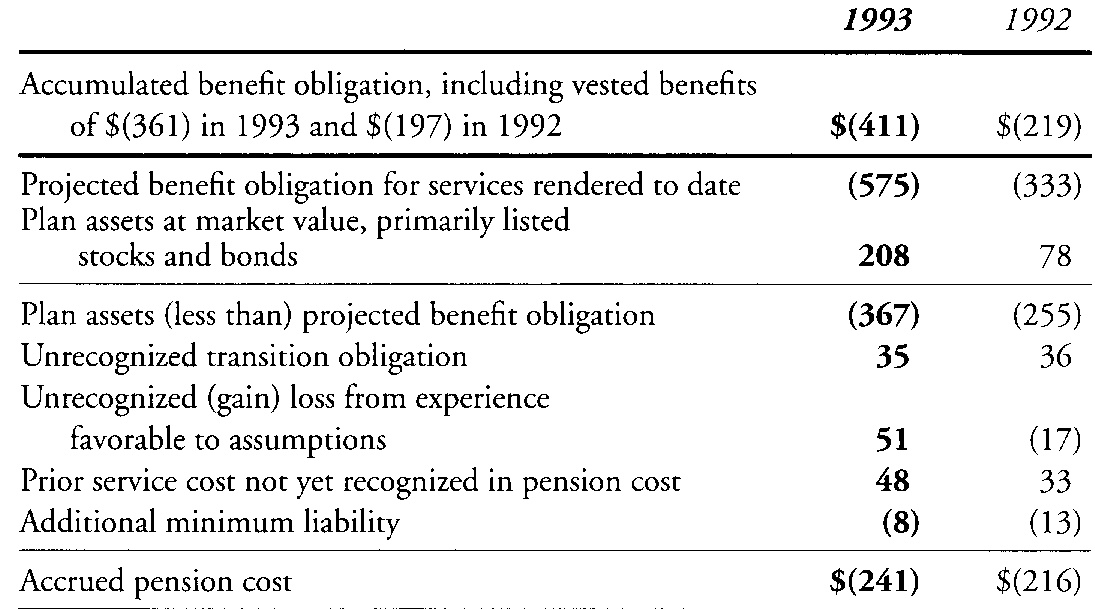 1993 1992
Accumulated benefit obligation, including vested benefits
of $(361) in 1993 and $(197) in 1992 $(411) $(219)
Projected benefit obligation for services rendered to date (575) (333)
Plan assets at market value, primarily listed
stocks and bonds 208 78
Plan assets (less than) projected benefit obligation (367) (255)
Unrecognized transition obligation 35 36
Unrecognized (gain) loss from experience
favorable to assumptions 51 (17)
Prior service cost not yet recognized in pension cost 48 33
Additional minimum liability (8) (13)
Accrued pension cost $(241) $(216)